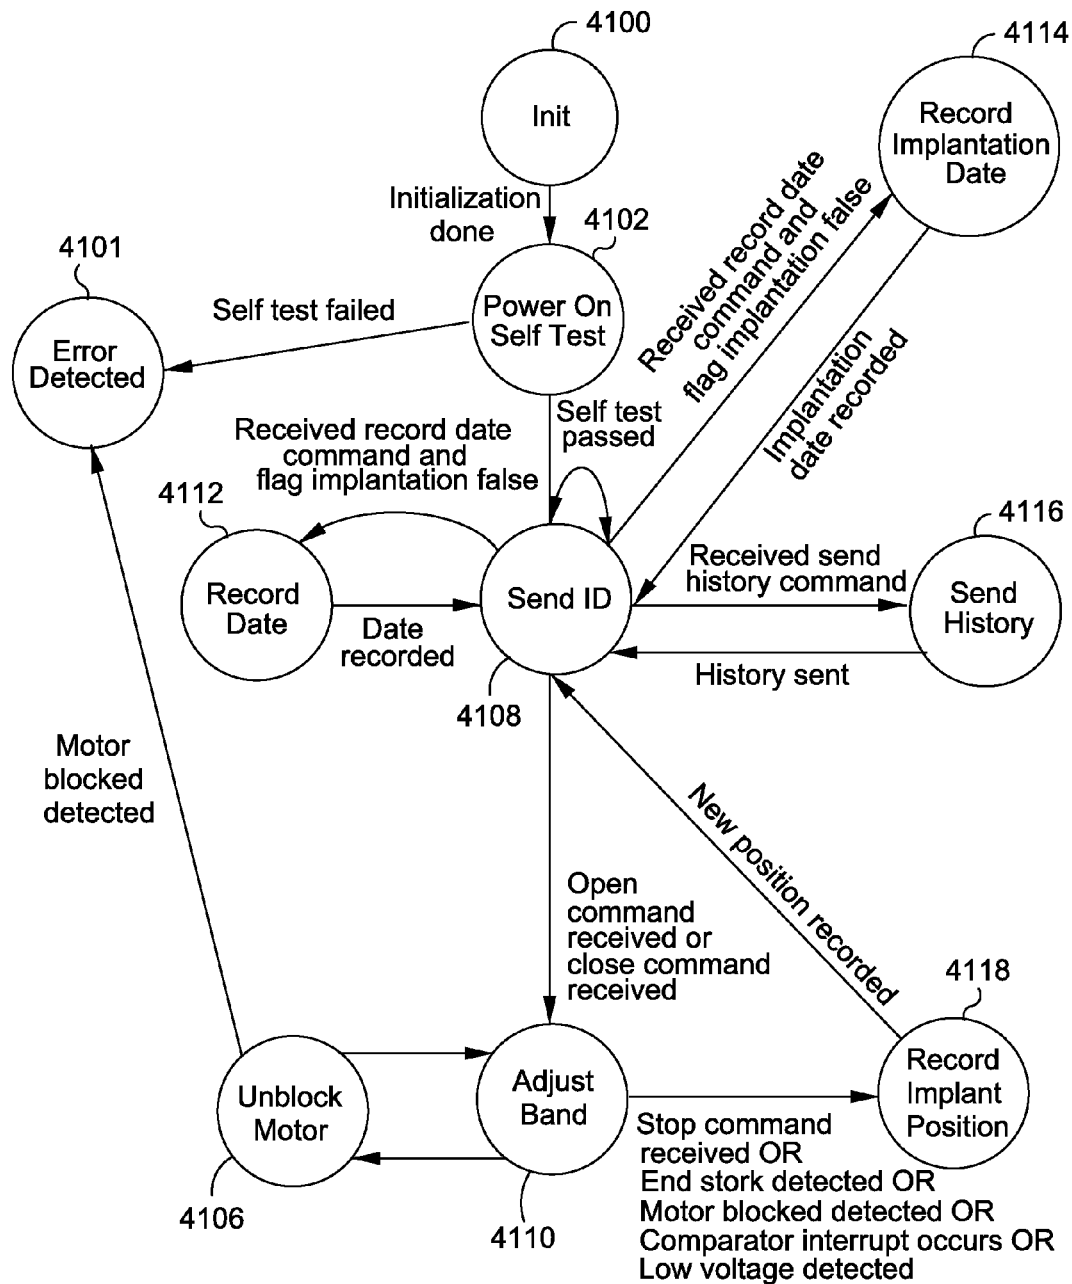 4100
Init
4114
Record
Implantation
Date
Initialization
done
4102
4101
Power On
Self Test
Self test failed
Error
Detected
Received record date
command and
flag implantation false
Implantation
date recorded
Self test
passed
Received record date
command and
flag implantation false
4112
Record
Date
Date
recorded
Send ID
4108
Received send
history command
4116
Send
History
History sent
Motor
blocked
detected
New position recorded
Open
command
received or
close command
received
4118
Record
Implant
Position
Unblock
Motor
4106
Adjust
Band
4110
Stop command
received OR
End stork detected OR
Motor blocked detected OR
Comparator interrupt occurs OR
Low voltage detected